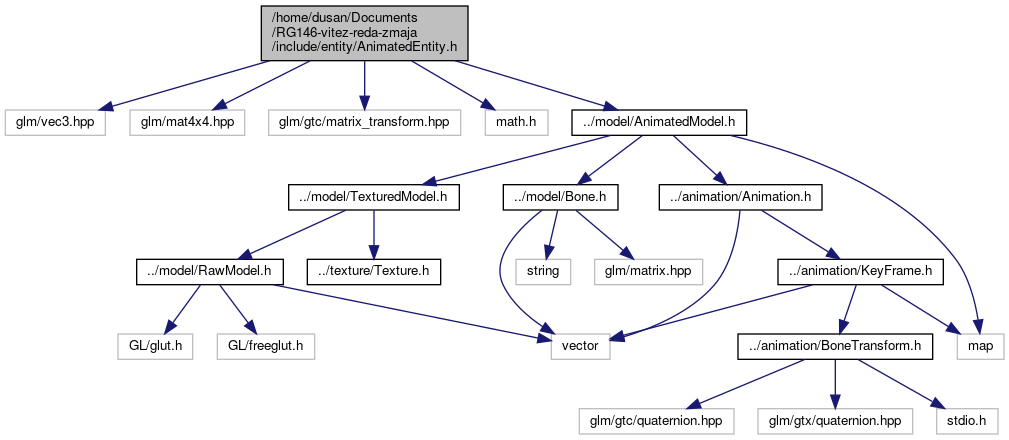 /home/dusan/Documents
/RG146-vitez-reda-zmaja
/include/entity/AnimatedEntity.h
glm/vec3.hpp
glm/mat4x4.hpp
glm/gtc/matrix_transform.hpp
math.h
../model/AnimatedModel.h
../model/TexturedModel.h
../model/Bone.h
../animation/Animation.h
../model/RawModel.h
../texture/Texture.h
string
glm/matrix.hpp
../animation/KeyFrame.h
GL/glut.h
GL/freeglut.h
vector
../animation/BoneTransform.h
map
glm/gtc/quaternion.hpp
glm/gtx/quaternion.hpp
stdio.h